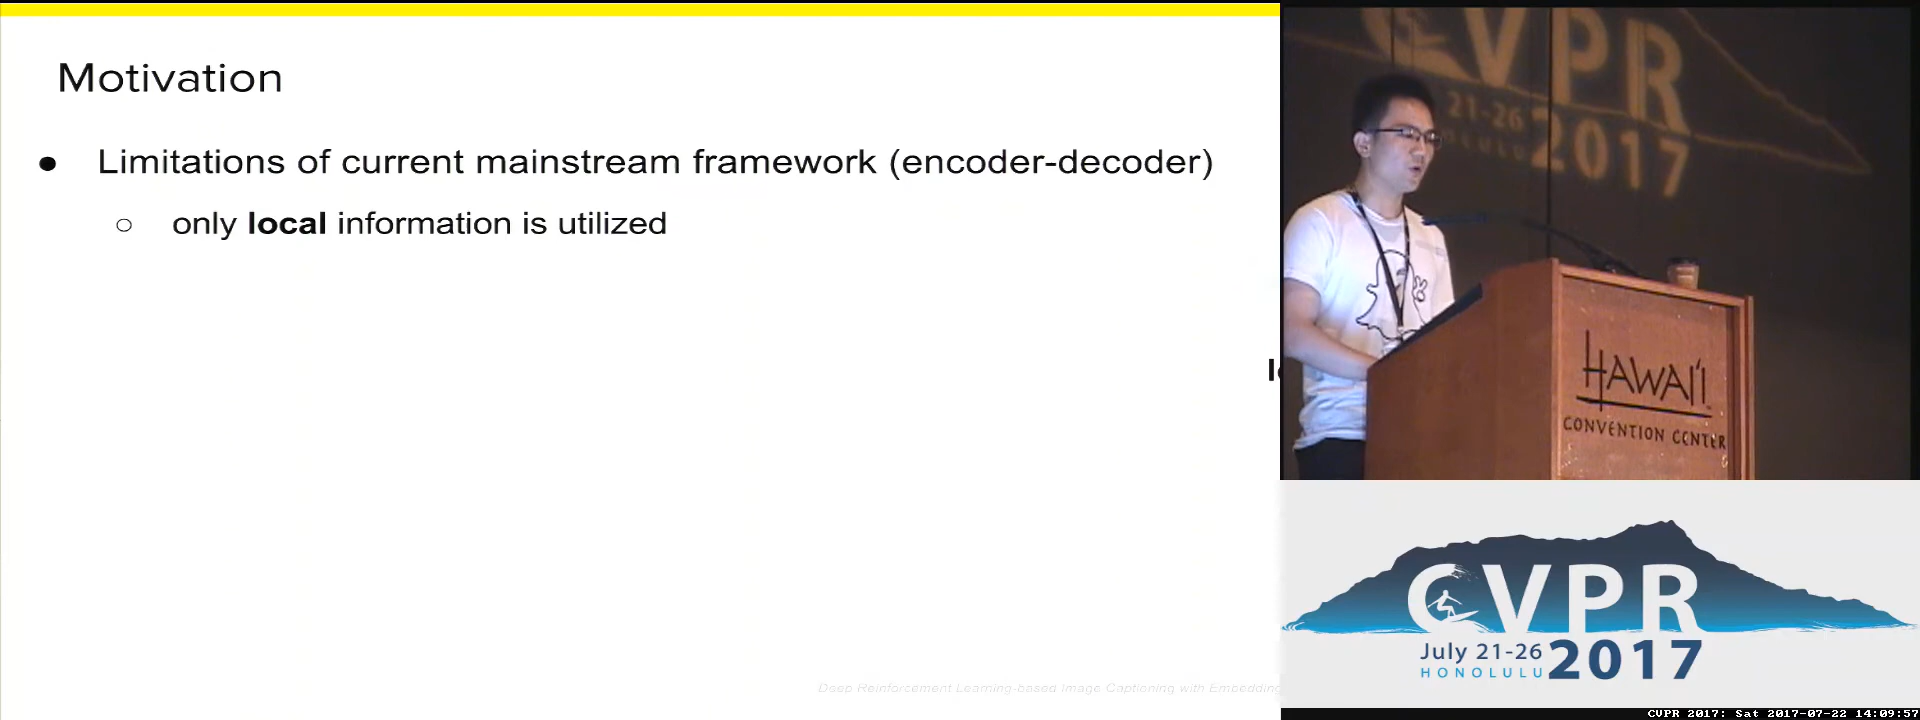 Motivation
● Limitations of current mainstream framework (encoder-decoder)
○ only local information is utilized
Deep Reinforcement Learning-based Image Captioning with Embedding
CVPR
21-26
2017
HAWAI'I
CONVENTION CENTER
CVPR
July 21-26
HONOLULU
2017
CVPR 2017: Sat 2017-07-22 14:09:57